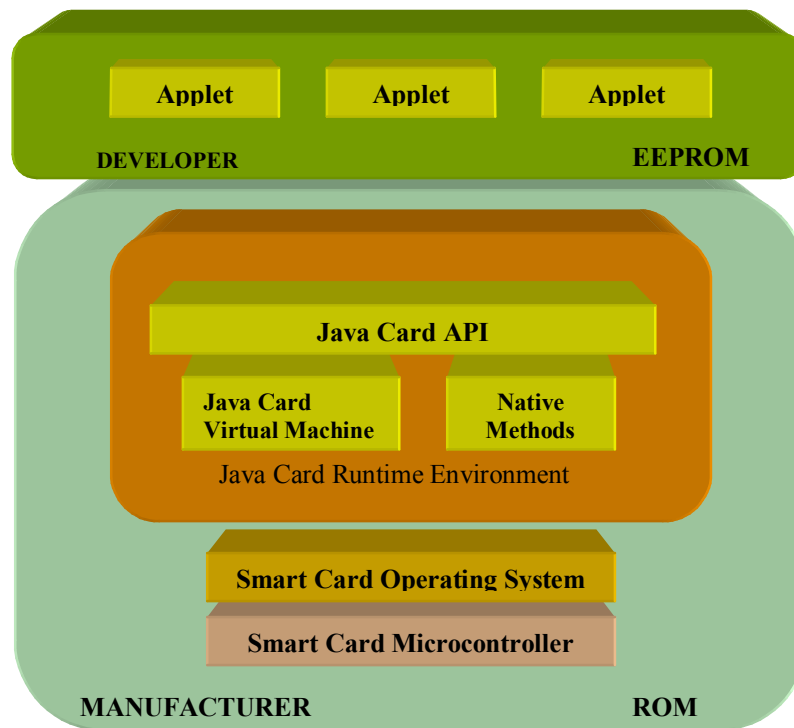 Applet Applet Applet
DEVELOPER EEPROM
Java Card API
Java Card
Virtual Machine
Native
Methods
Java Card Runtime Environment
Smart Card Operating System
Smart Card Microcontroller
MANUFACTURER ROM